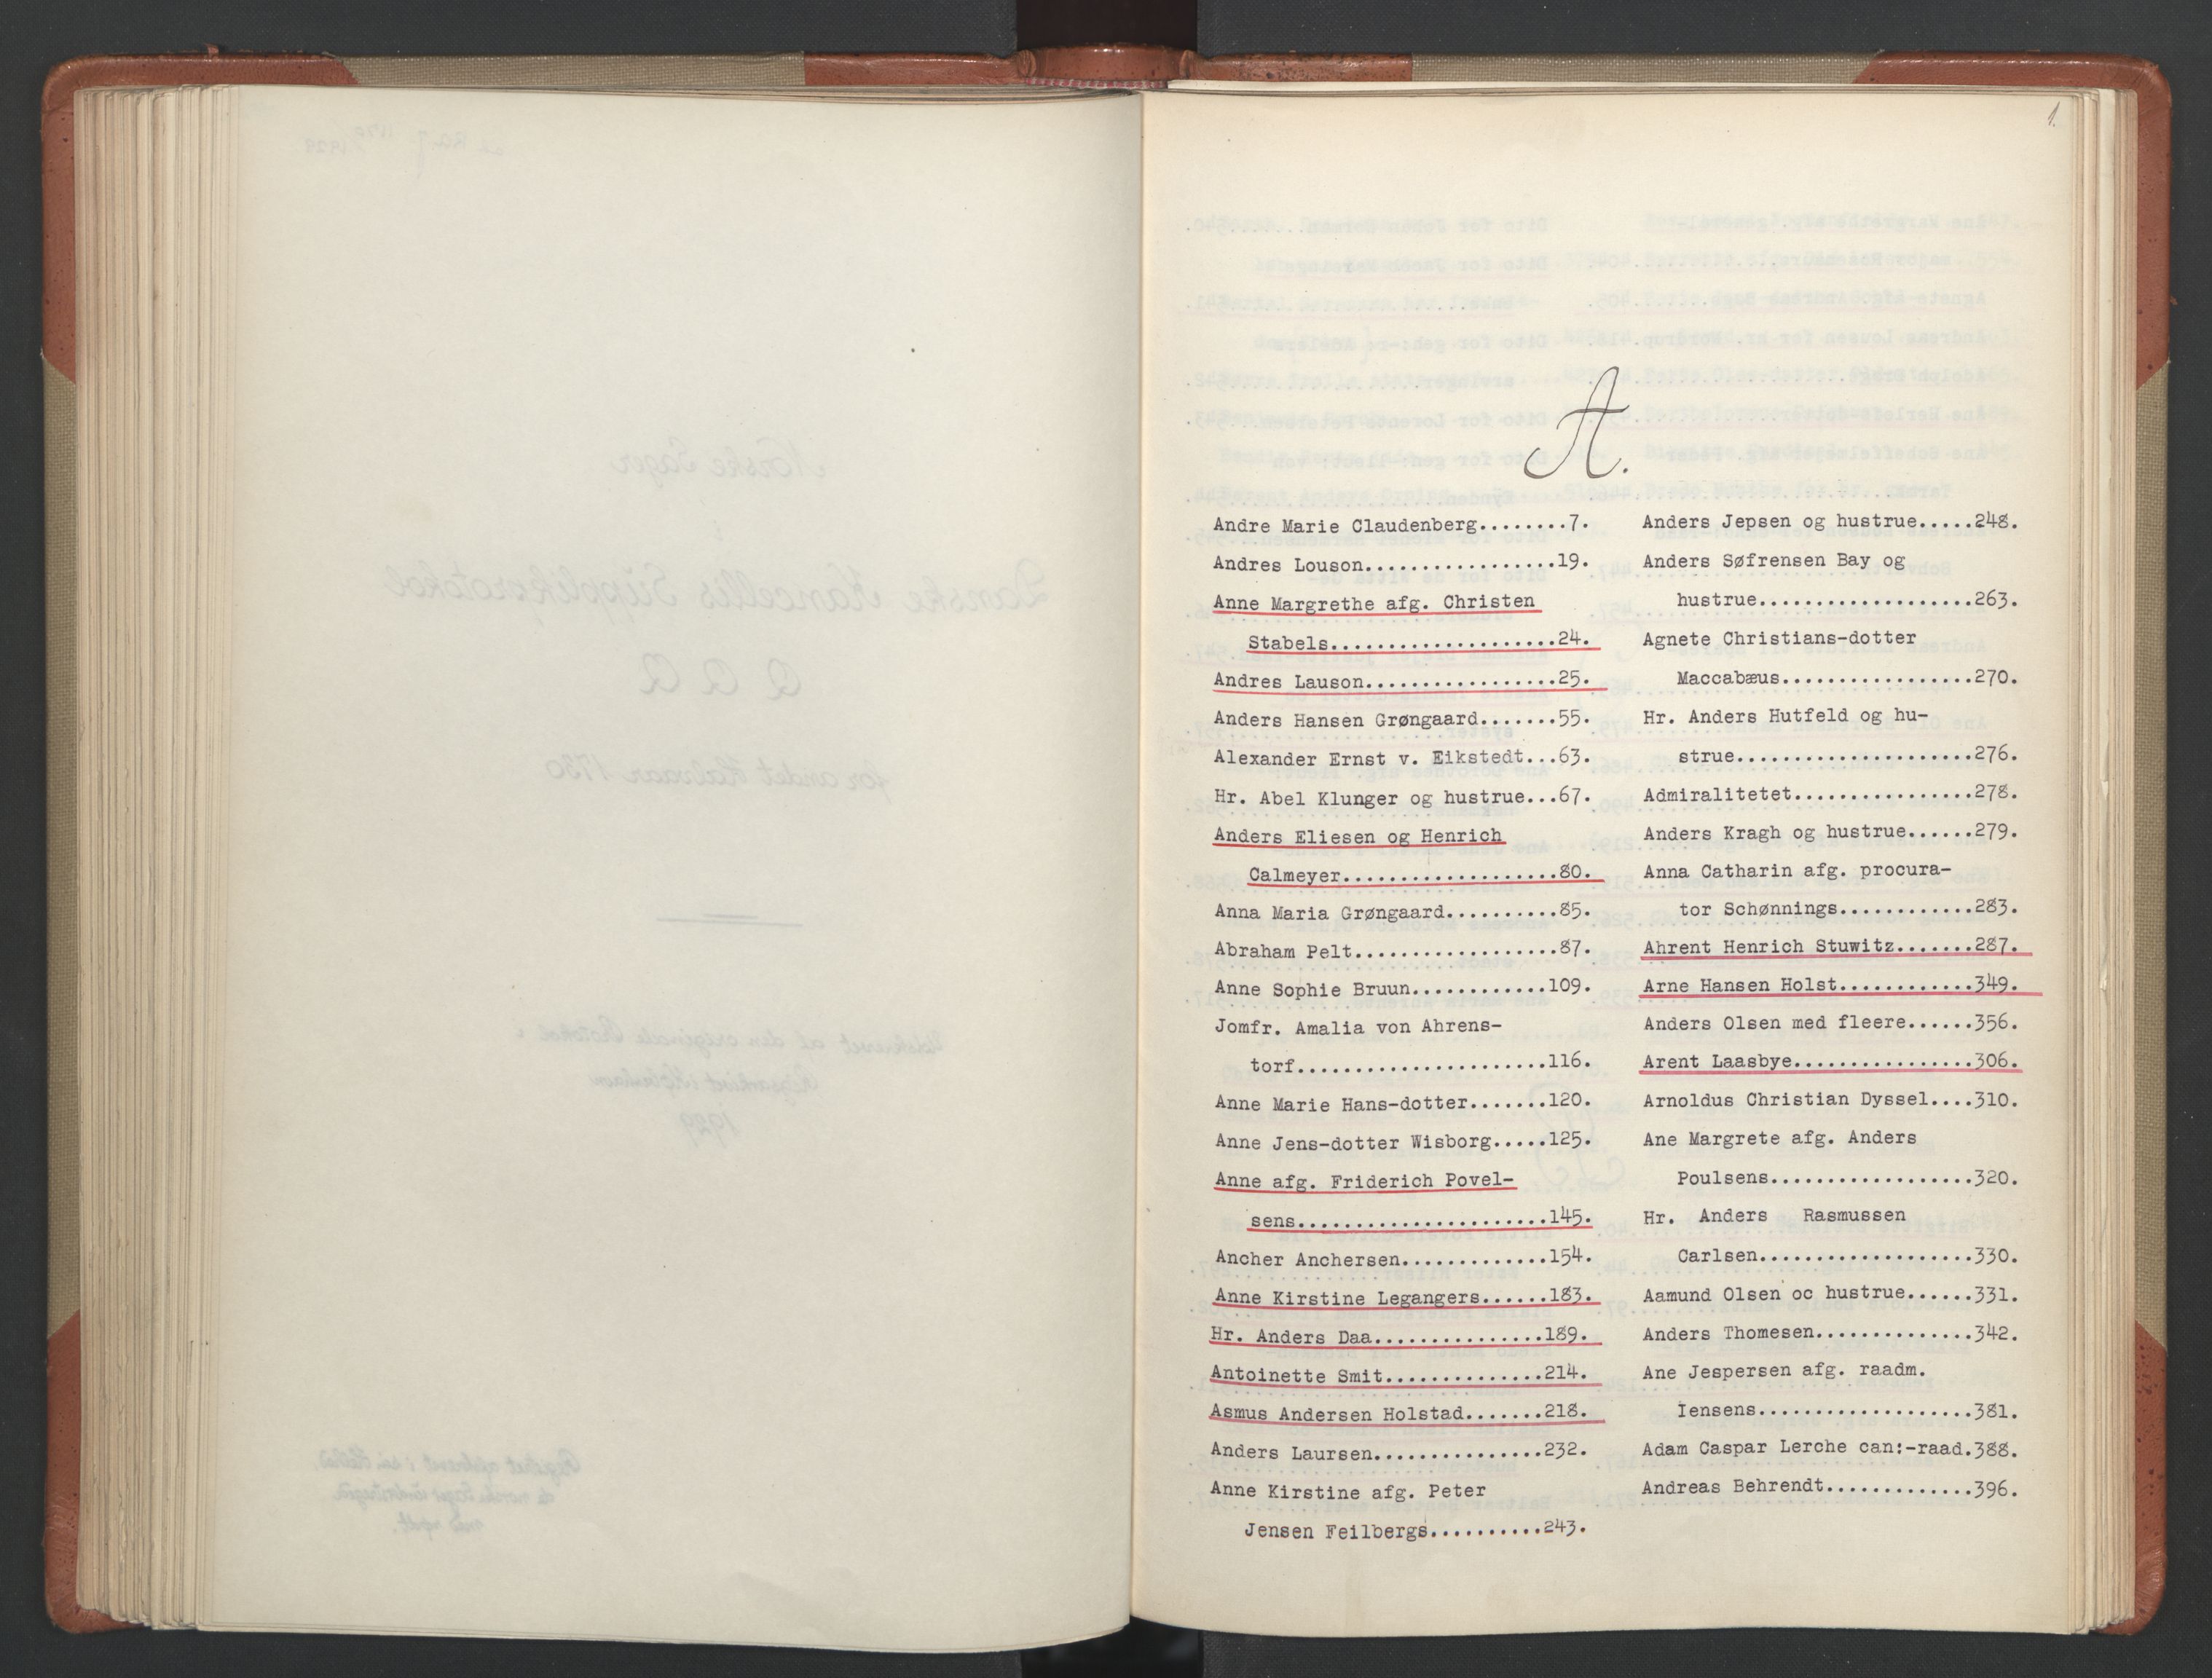 1.
A.
Andre Marie Claudenberg........7.
Andres Louson.................19.
Anne Margrethe afg. Christen
Stabels....................24.
Andres Lauson.................25.
Anders Hansen Grøngaard.......55.
Alexander Ernst v. Eikstedt...63.
Hr. Abel Klunger og hustrue...67.
Anders Eliesen og Henrich
Calmeyer...................80.
Anna Maria Grøngaard..........85.
Abraham Pelt..................87.
Anne Sophie Bruun............109.
Jomfr. Amalia von Ahrens-
torf......................116.
Anne Marie Hans-dotter.......120.
Anne Jens-dotter Wisborg.....125.
Anne afg. Friderich Povel-
sens......................145.
Ancher Anchersen.............154.
Anne Kirstine Legangers......183.
Hr. Anders Daa...............189.
Antoinette Smit..............214.
Asmus Andersen Holstad.......218.
Anders Laursen...............232.
Anne Kirstine afg. Peter
Jensen Feilbergs..........243.
Anders Jepsen og hustrue.....248.
Anders Søfrensen Bay og
hustrue...................263.
Agnete Christians-dotter
Maccabæus.................270.
Hr. Anders Hutfeld og hu-
strue.....................276.
Admiralitetet................278.
Anders Kragh og hustrue......279.
Anna Catharin afg. procura-
tor Schønnings............283.
Ahrent Henrich Stuwitz.......287.
Arne Hansen Holst............349.
Anders Olsen med fleere......356.
Arent Laasbye................306.
Arnoldus Christian Dyssel....310.
Ane Margrete afg. Anders
Poulsens..................320.
Hr. Anders Rasmussen
Carlsen...................330.
Aamund Olsen oc hustrue......331.
Anders Thomesen..............342.
Ane Jespersen afg. raadm.
Iensens...................381.
Adam Caspar Lerche can:-raad.388.
Andreas Behrendt.............396.